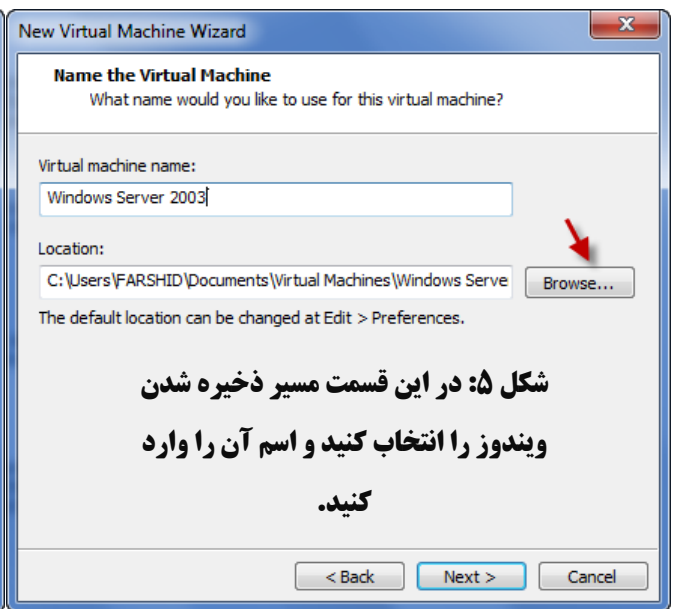 New Virtual Machine Wizard
Name the Virtual Machine
What name would you like to use for this virtual machine?
Virtual machine name:
Windows Server 2003
Location:
C:\Users\FARSHID\Documents\Virtual Machines\Windows Serve
Browse...
The default location can be changed at Edit > Preferences.
شکل ۵: در این قسمت مسیر ذخیره شدن
ویندوز را انتخاب کنید و اسم آن را وارد
کنید.
< Back
Next >
Cancel